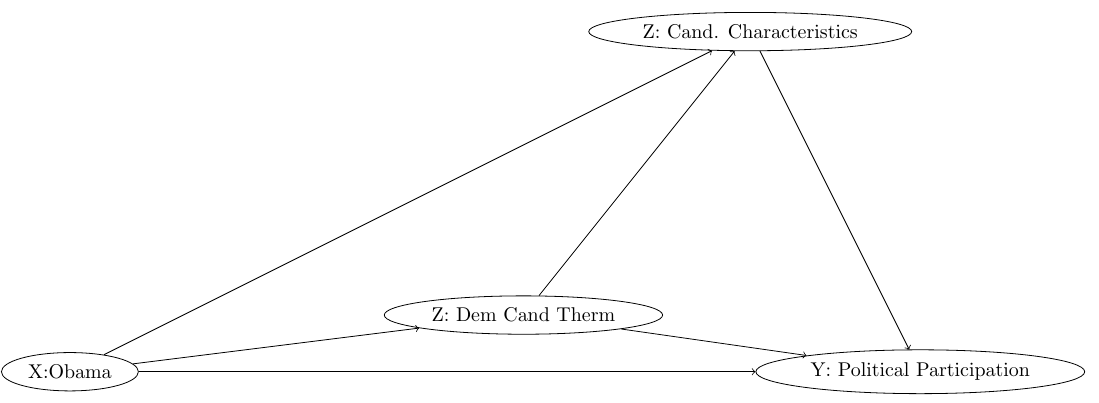 Z: Cand. Characteristics
Z: Dem Cand Therm
X:Obama
Y: Political Participation